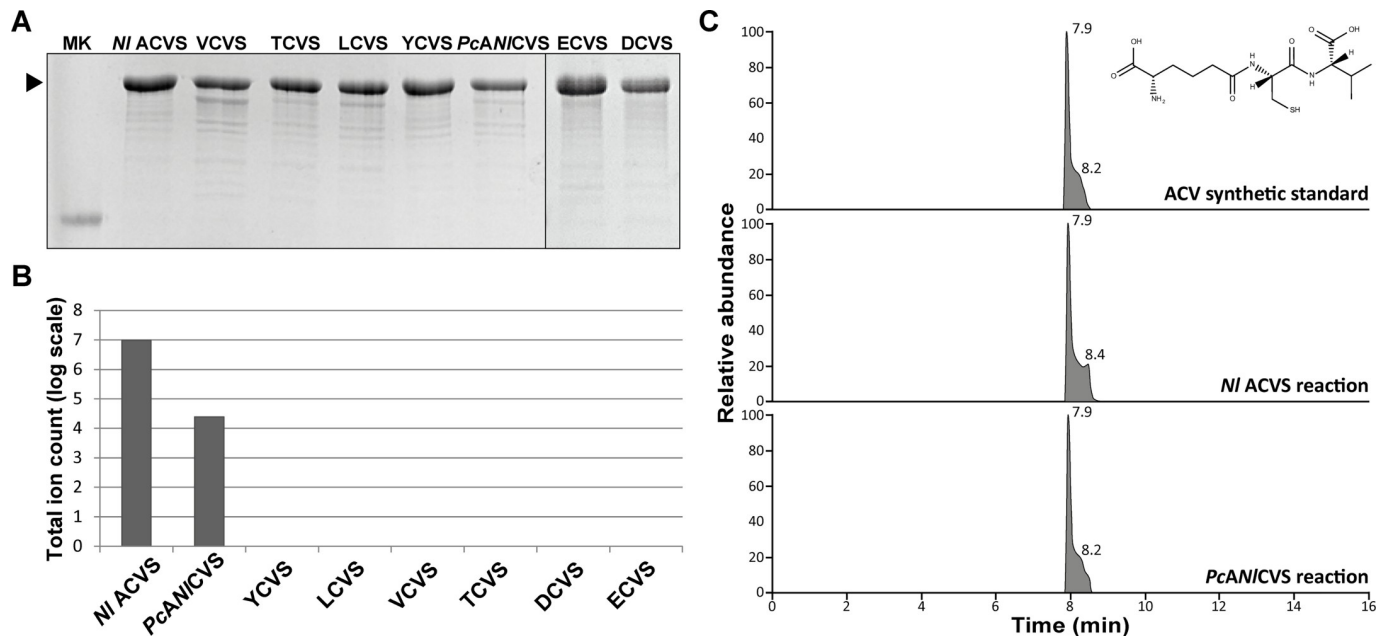 A
MK Nl ACVS VCVS TCVS LCVS YCVS PcANlCVS ECVS DCVS
B
Total ion count (log scale)
8
7
6
5
4
3
2
1
0
Nl ACVS PcANlCVS YCVS LCVS VCVS TCVS DCVS ECVS
C
Relative abundance
100
80
60
40
20
0
7.9
8.2
OH
O
NH2
O
H
N
H
SH
O
N
H
O
OH
H
ACV synthetic standard
100
80
60
40
20
0
7.9
8.4
Nl ACVS reaction
100
80
60
40
20
0
7.9
8.2
PcANlCVS reaction
0 2 4 6 8 10 12 14 16
Time (min)